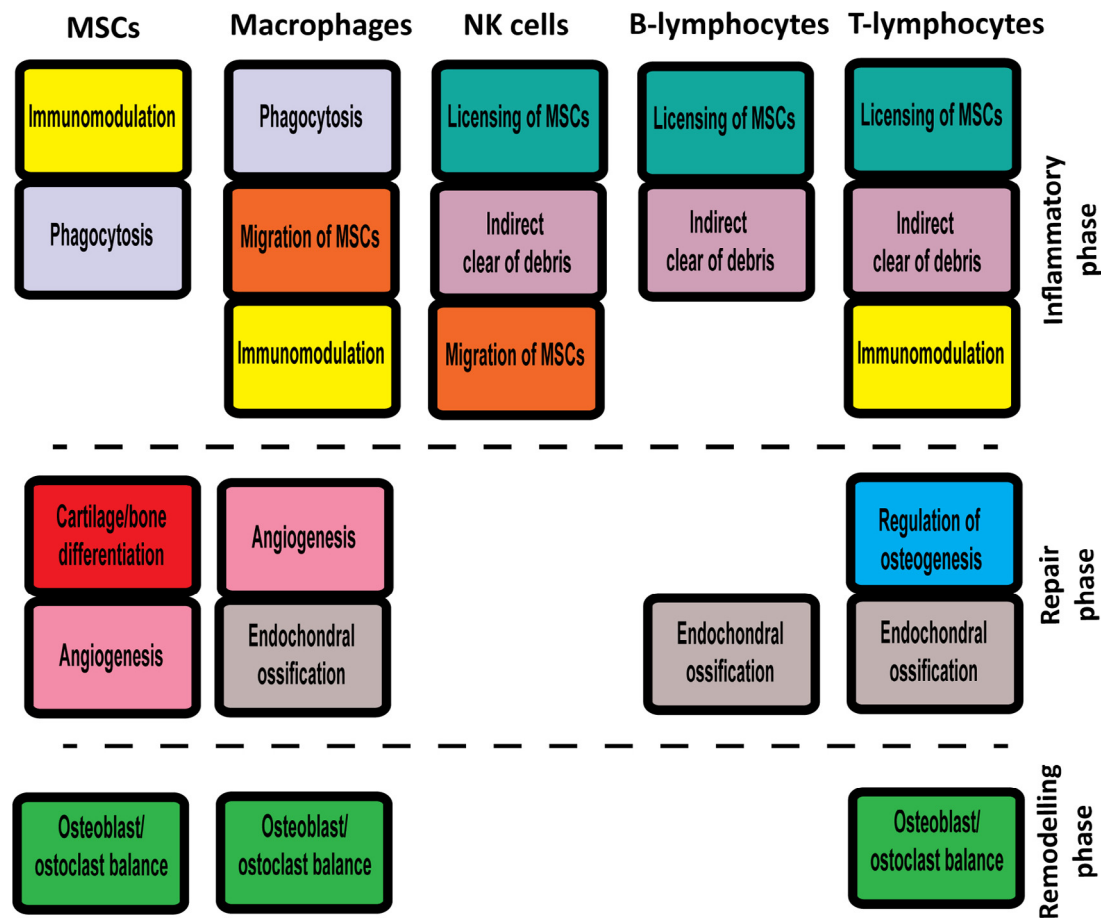 MSCs
Macrophages
NK cells
B-lymphocytes
T-lymphocytes
Immunomodulation
Phagocytosis
Licensing of MSCs
Licensing of MSCs
Licensing of MSCs
Phagocytosis
Migration of MSCs
Indirect
clear of debris
Indirect
clear of debris
Indirect
clear of debris
Immunomodulation
Migration of MSCs
Immunomodulation
Inflammatory
phase
Cartilage/bone
differentiation
Angiogenesis
Regulation of
osteogenesis
Angiogenesis
Endochondral
ossification
Endochondral
ossification
Endochondral
ossification
Repair
phase
Osteoblast/
ostoclast balance
Osteoblast/
ostoclast balance
Osteoblast/
ostoclast balance
Remodelling
phase